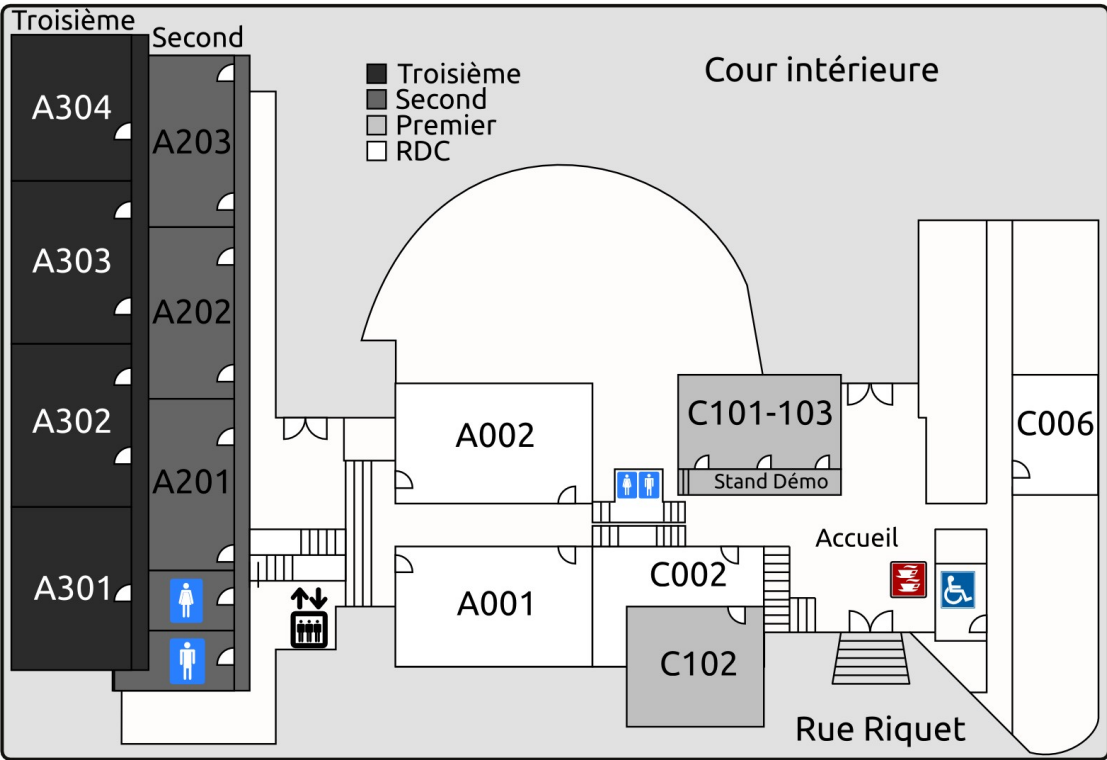 Troisième
Second
Troisième
Second
Premier
RDC
Cour intérieure
A304
A203
A303
A202
A302
A201
A301
A002
C101-103
Stand Démo
C006
Accueil
A001
C002
C102
Rue Riquet